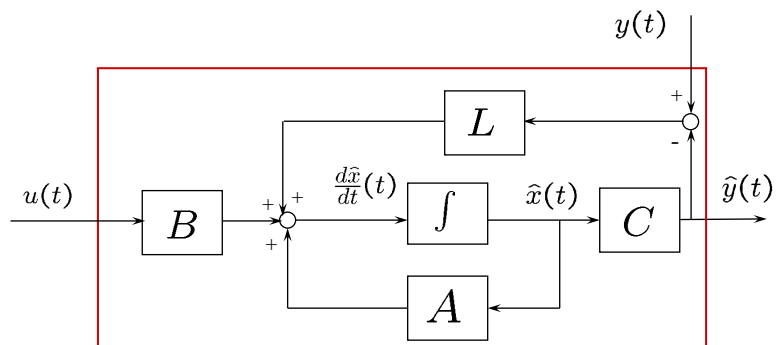 y(t)
+
L
-
u(t)
B
+
+
+
dx̂/dt (t)
∫
x̂(t)
C
ŷ(t)
A